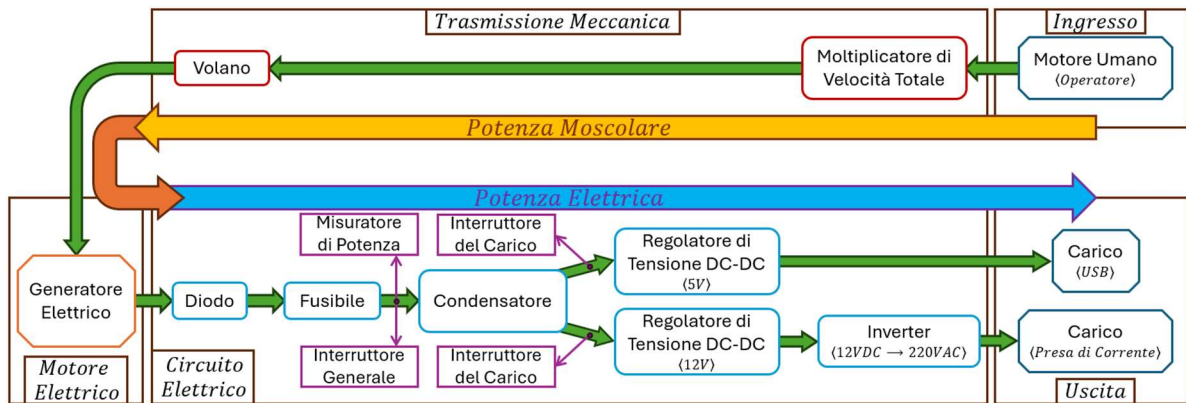 Trasmissione Meccanica
Ingresso
Volano
Moltiplicatore di
Velocità Totale
Motore Umano
⟨Operatore⟩
Potenza Moscolare
Potenza Elettrica
Misuratore
di Potenza
Interruttore
del Carico
Regolatore di
Tensione DC-DC
⟨5V⟩
Carico
⟨USB⟩
Generatore
Elettrico
Diodo
Fusibile
Condensatore
Regolatore di
Tensione DC-DC
⟨12V⟩
Inverter
⟨12VDC → 220VAC⟩
Carico
⟨Presa di Corrente⟩
Interruttore
Generale
Interruttore
del Carico
Motore
Elettrico
Circuito
Elettrico
Uscita